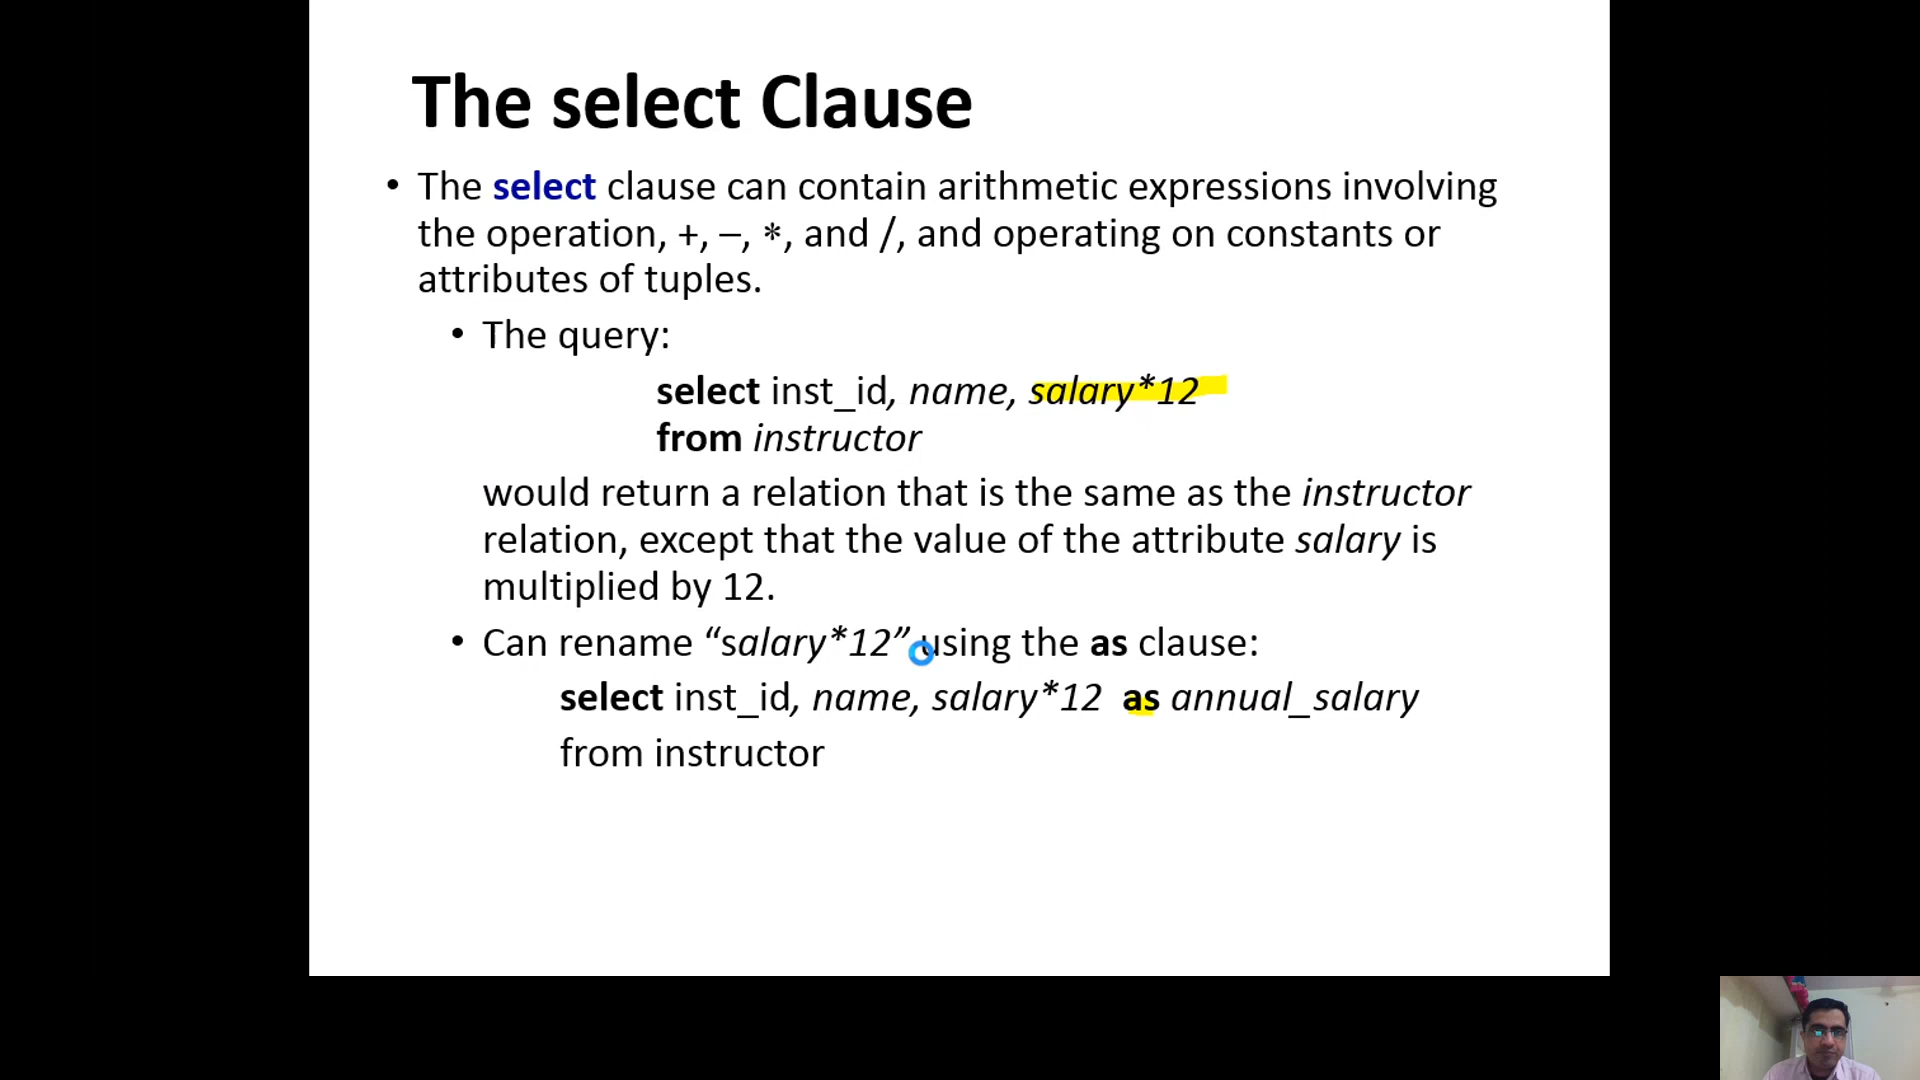 The select Clause
• The select clause can contain arithmetic expressions involving
the operation, +, –, ∗, and /, and operating on constants or
attributes of tuples.
• The query:
select inst_id, name, salary*12
from instructor
would return a relation that is the same as the instructor
relation, except that the value of the attribute salary is
multiplied by 12.
• Can rename “salary*12” using the as clause:
select inst_id, name, salary*12 as annual_salary
from instructor